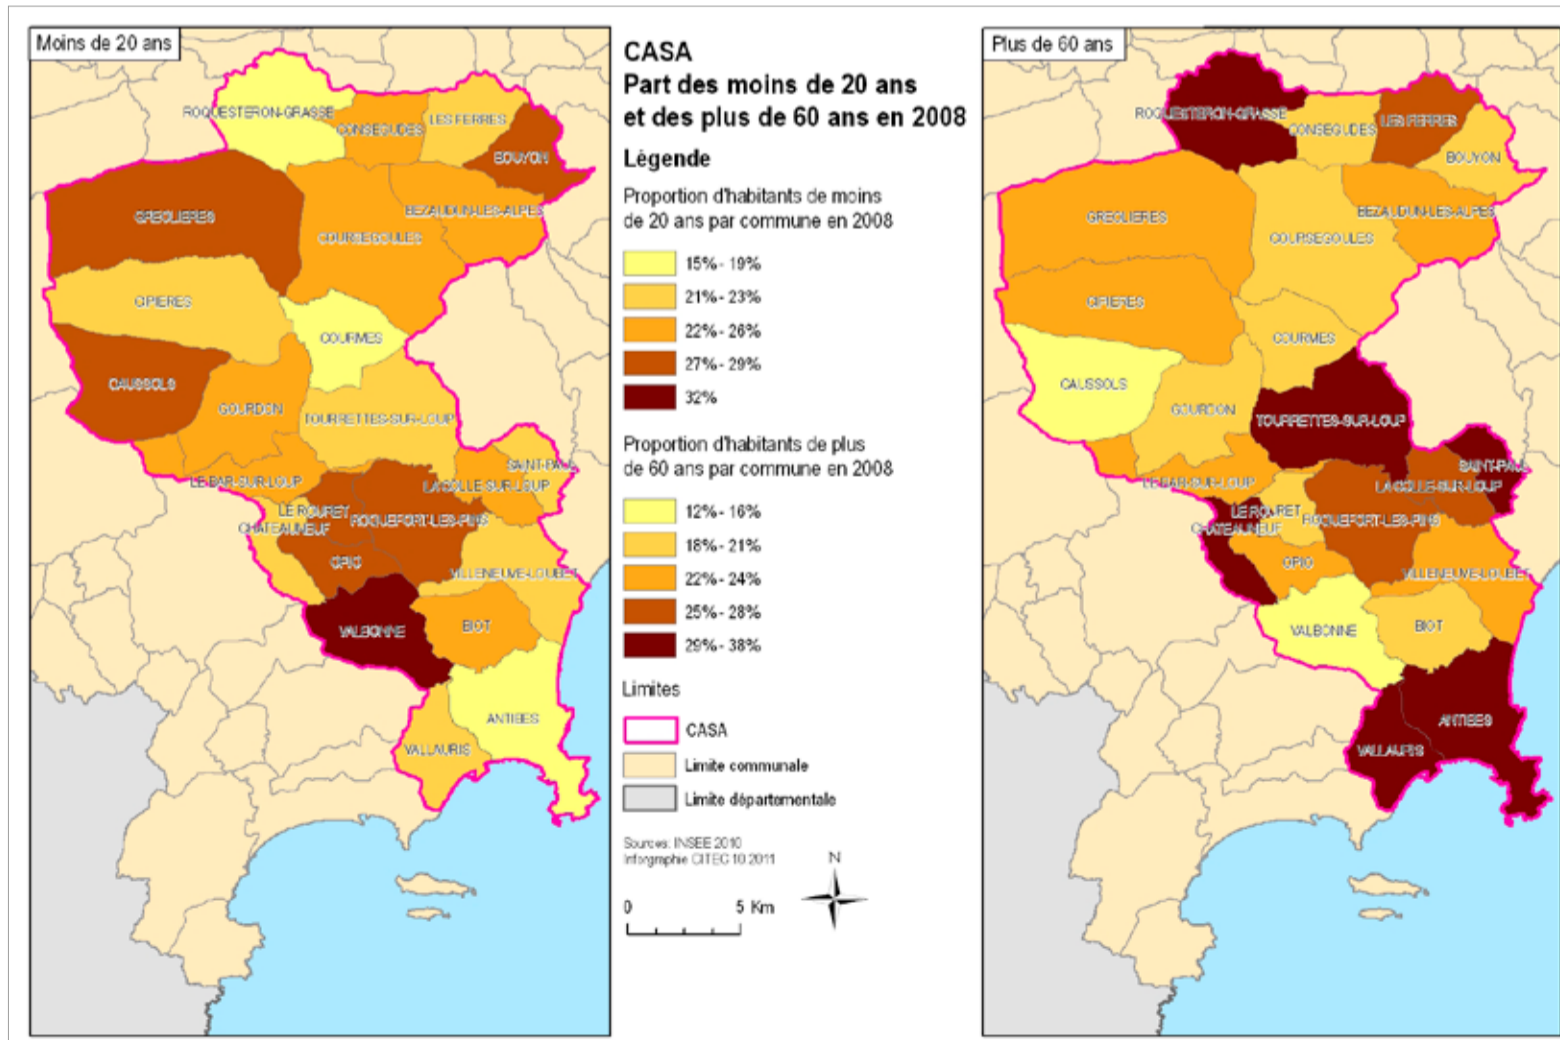 Moins de 20 ans
ROQUESTERON-GRASSE
CONSEGUDES
LES FERRES
BOUYON
GREOLIERES
COURSEGOULES
BEZAUDUN-LES-ALPES
CIPIERES
COURMES
CAUSSOLS
GOURDON
TOURRETTES-SUR-LOUP
SAINT-PAUL
LE BAR-SUR-LOUP
LA COLLE-SUR-LOUP
LE ROURET
CHATEAUNEUF
ROQUEFORT-LES-PINS
OPIO
VILLENEUVE-LOUBET
VALBONNE
BIOT
ANTIBES
VALLAURIS
CASA
Part des moins de 20 ans
et des plus de 60 ans en 2008
Légende
Proportion d'habitants de moins
de 20 ans par commune en 2008
15% - 19%
21% - 23%
22% - 26%
27% - 29%
32%
Proportion d'habitants de plus
de 60 ans par commune en 2008
12% - 16%
18% - 21%
22% - 24%
25% - 28%
29% - 38%
Limites
CASA
Limite communale
Limite départementale
Sources: INSEE 2010
Infographie CITEC 10.2011
N
0 5 Km
Plus de 60 ans
ROQUESTERON-GRASSE
CONSEGUDES
LES FERRES
BOUYON
GREOLIERES
BEZAUDUN-LES-ALPES
COURSEGOULES
CIPIERES
COURMES
CAUSSOLS
GOURDON
TOURRETTES-SUR-LOUP
SAINT-PAUL
LE BAR-SUR-LOUP
LA COLLE-SUR-LOUP
LE ROURET
CHATEAUNEUF
ROQUEFORT-LES-PINS
OPIO
VILLENEUVE-LOUBET
VALBONNE
BIOT
ANTIBES
VALLAURIS